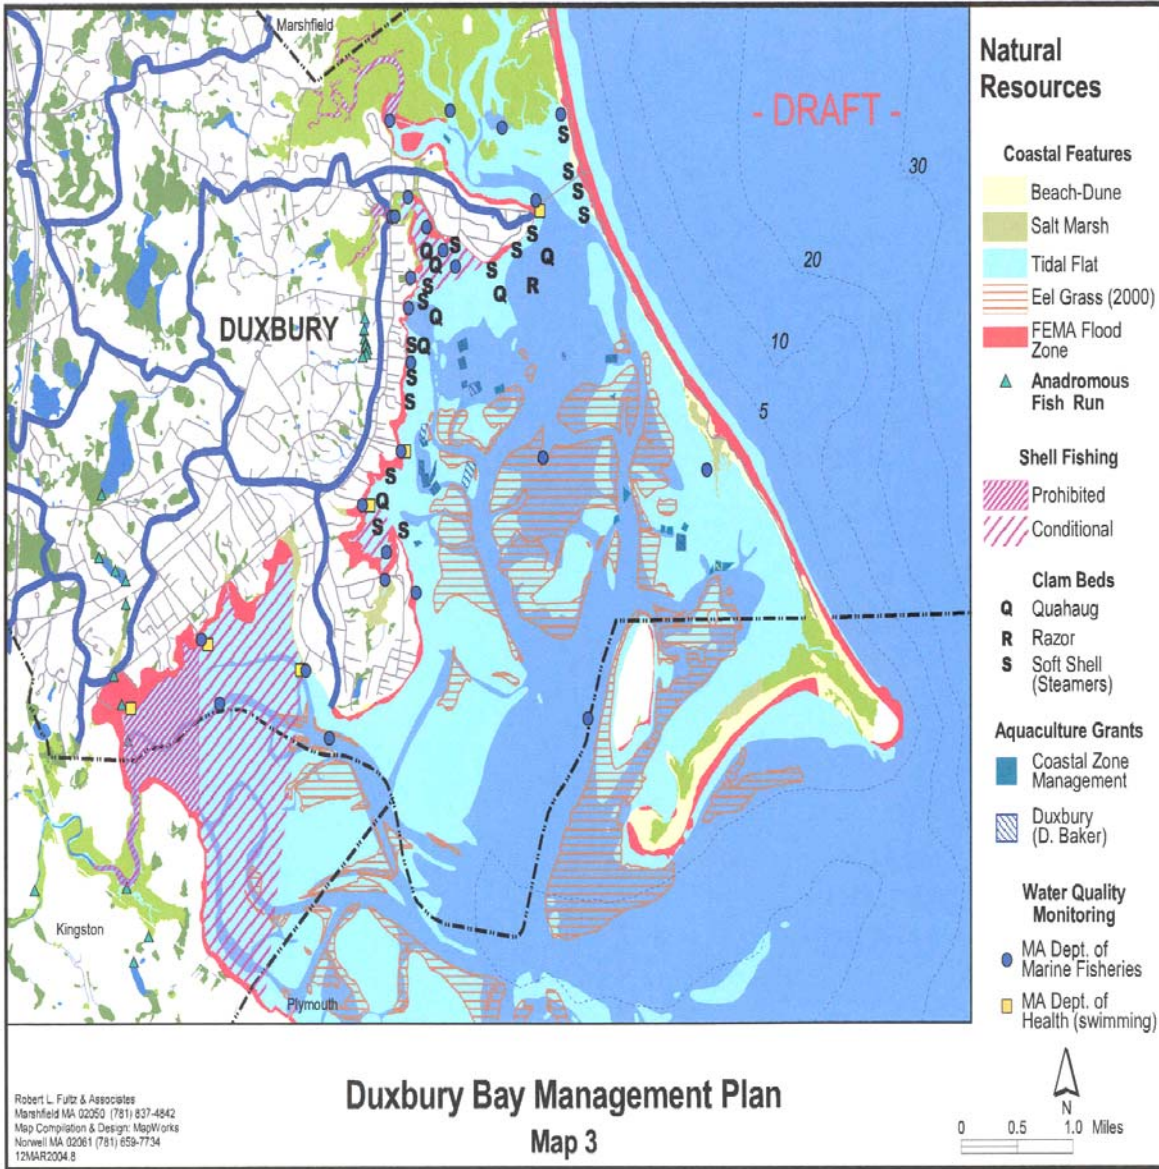 Marshfield
- DRAFT -
30
20
10
5
DUXBURY
S
S
S
S
S
S
S
S
Q
Q
Q
S
R
S
Q
S
Q
SQ
S
S
S
Q
S
S
Kingston
Plymouth
Natural
Resources
Coastal Features
Beach-Dune
Salt Marsh
Tidal Flat
Eel Grass (2000)
FEMA Flood
Zone
Anadromous
Fish Run
Shell Fishing
Prohibited
Conditional
Clam Beds
Q Quahaug
R Razor
S Soft Shell
(Steamers)
Aquaculture Grants
Coastal Zone
Management
Duxbury
(D. Baker)
Water Quality
Monitoring
MA Dept. of
Marine Fisheries
MA Dept. of
Health (swimming)
N
0 0.5 1.0 Miles
Duxbury Bay Management Plan
Map 3
Robert L. Fultz & Associates
Marshfield MA 02050 (781) 837-4842
Map Compilation & Design: MapWorks
Norwell MA 02061 (781) 659-7734
12MAR2004.8